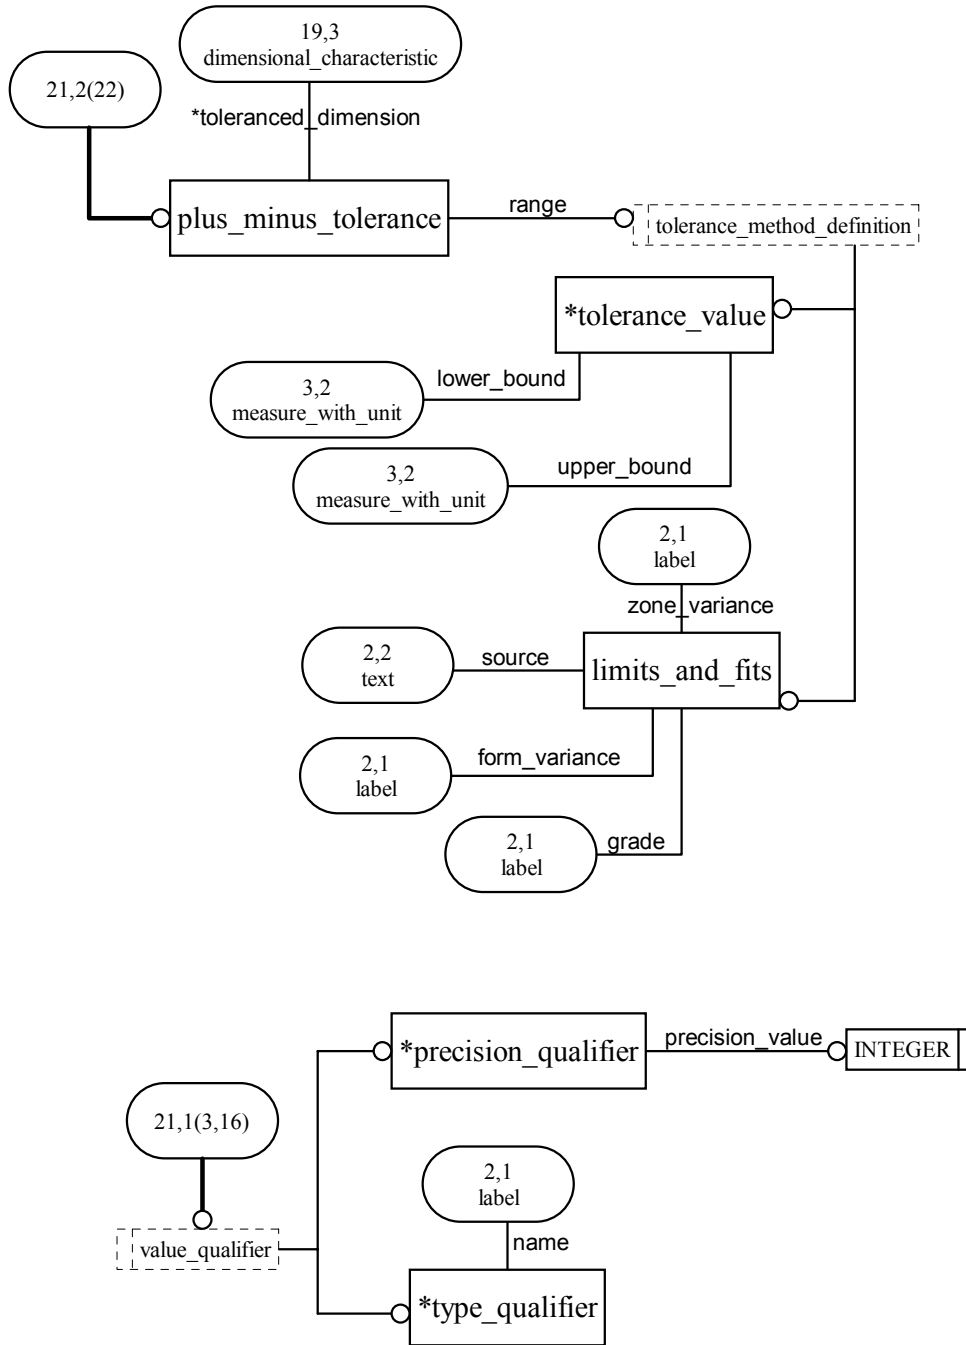 19,3
dimensional_characteristic
21,2(22)
*toleranced_dimension
plus_minus_tolerance
range
tolerance_method_definition
*tolerance_value
lower_bound
3,2
measure_with_unit
upper_bound
3,2
measure_with_unit
2,1
label
zone_variance
2,2
text
source
limits_and_fits
form_variance
2,1
label
grade
2,1
label
*precision_qualifier
precision_value
INTEGER
21,1(3,16)
2,1
label
name
value_qualifier
*type_qualifier